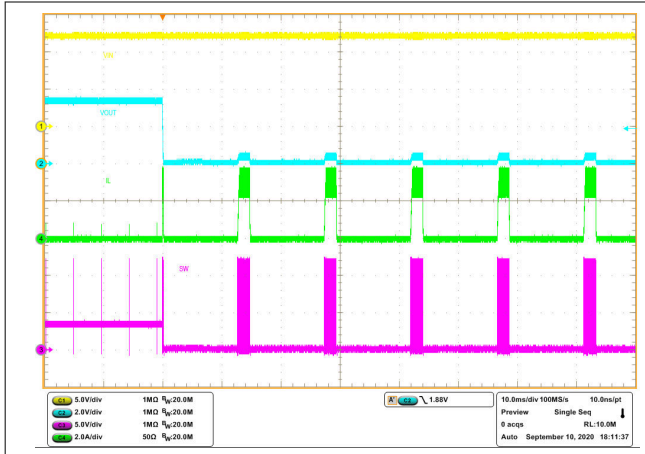 VIN
VOUT
1
2
IL
4
SW
3
C1 5.0V/div 1MΩ BW:20.0M
C2 2.0V/div 1MΩ BW:20.0M
C3 5.0V/div 1MΩ BW:20.0M
C4 2.0A/div 50Ω BW:20.0M
A' C2 1.88V
10.0ms/div 100MS/s 10.0ns/pt
Preview Single Seq
0 acqs RL:10.0M
Auto September 10, 2020 18:11:37